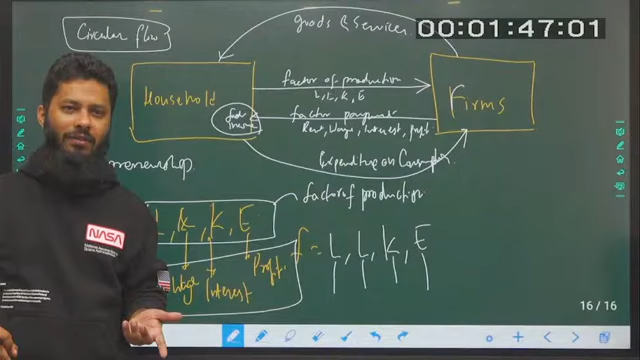 Circular flow
goods & Services
00:01:47:01
Household
factor of production
L, L, K, E
factor payment
Rent, Wage, Interest, profit
Firms
Expenditure on Consumption
factor of production
L, K, E
Wage
Interest
Profit
f = L, L, K, E
NASA
16/16